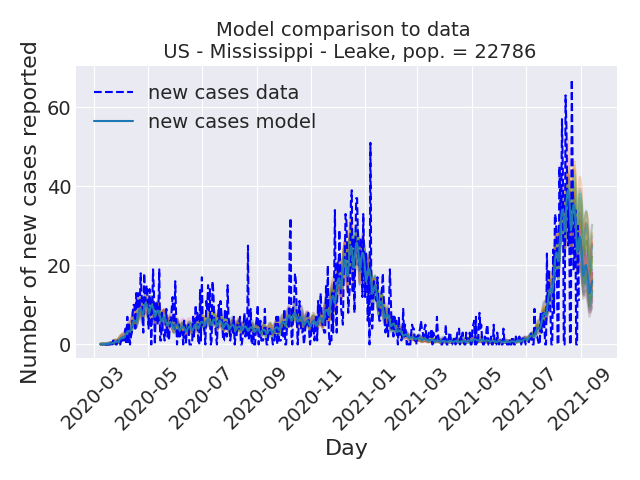 Model comparison to data
US - Mississippi - Leake, pop. = 22786
Number of new cases reported
60
40
20
0
new cases data
new cases model
2020-03
2020-05
2020-07
2020-09
2020-11
2021-01
2021-03
2021-05
2021-07
2021-09
Day